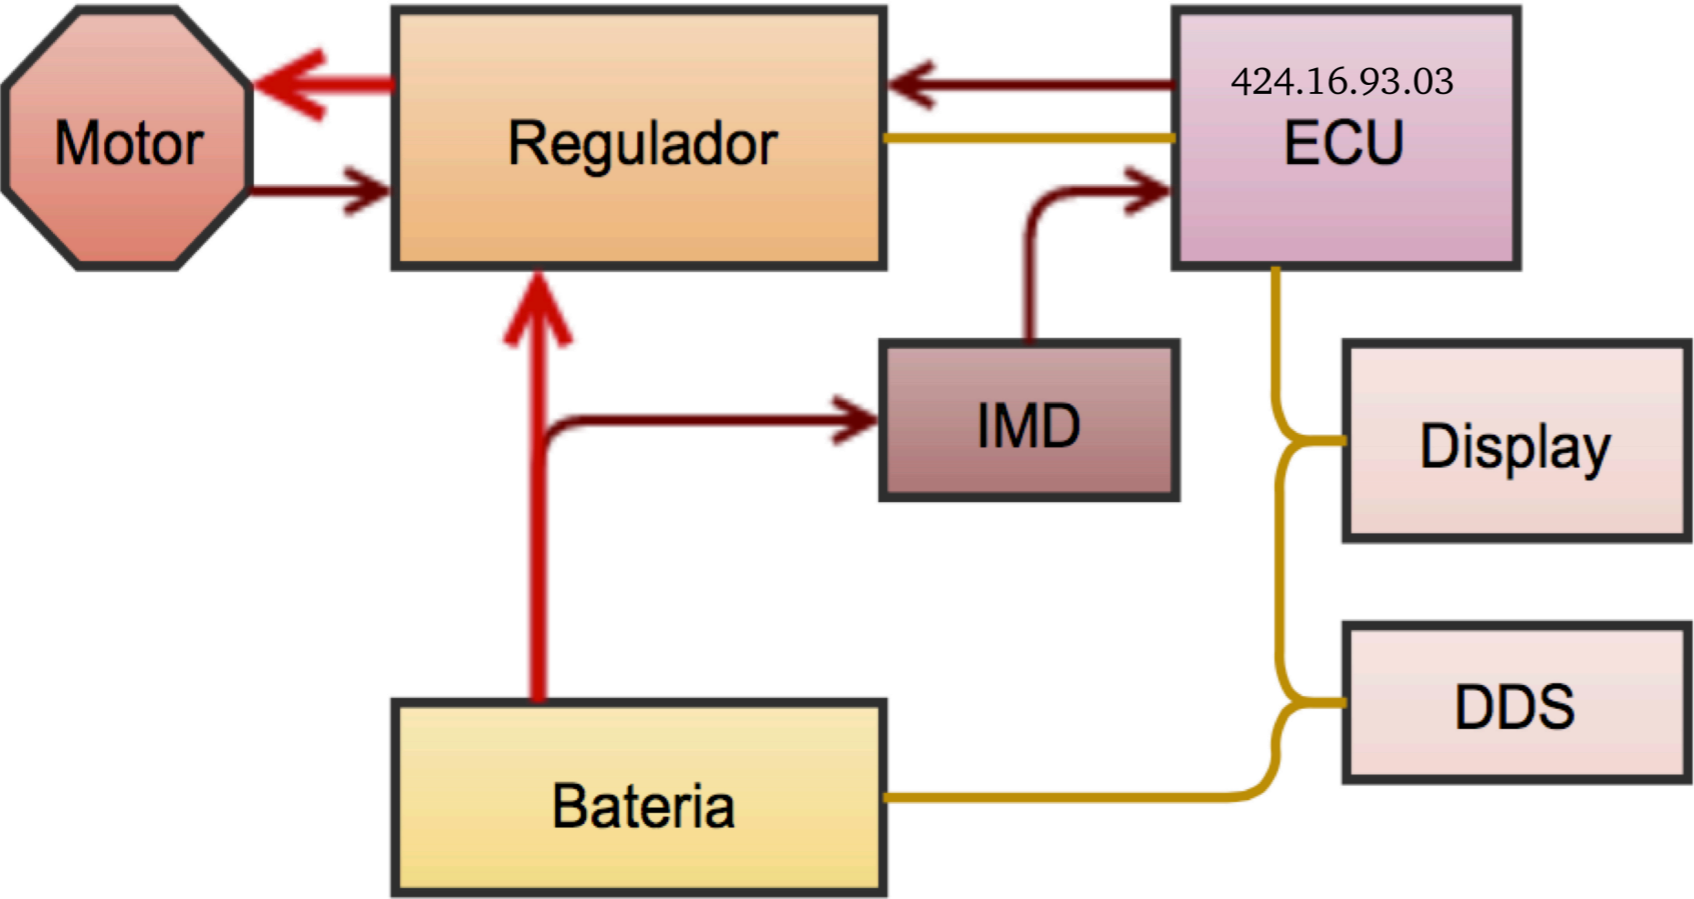 Motor
Regulador
424.16.93.03
ECU
IMD
Display
DDS
Bateria